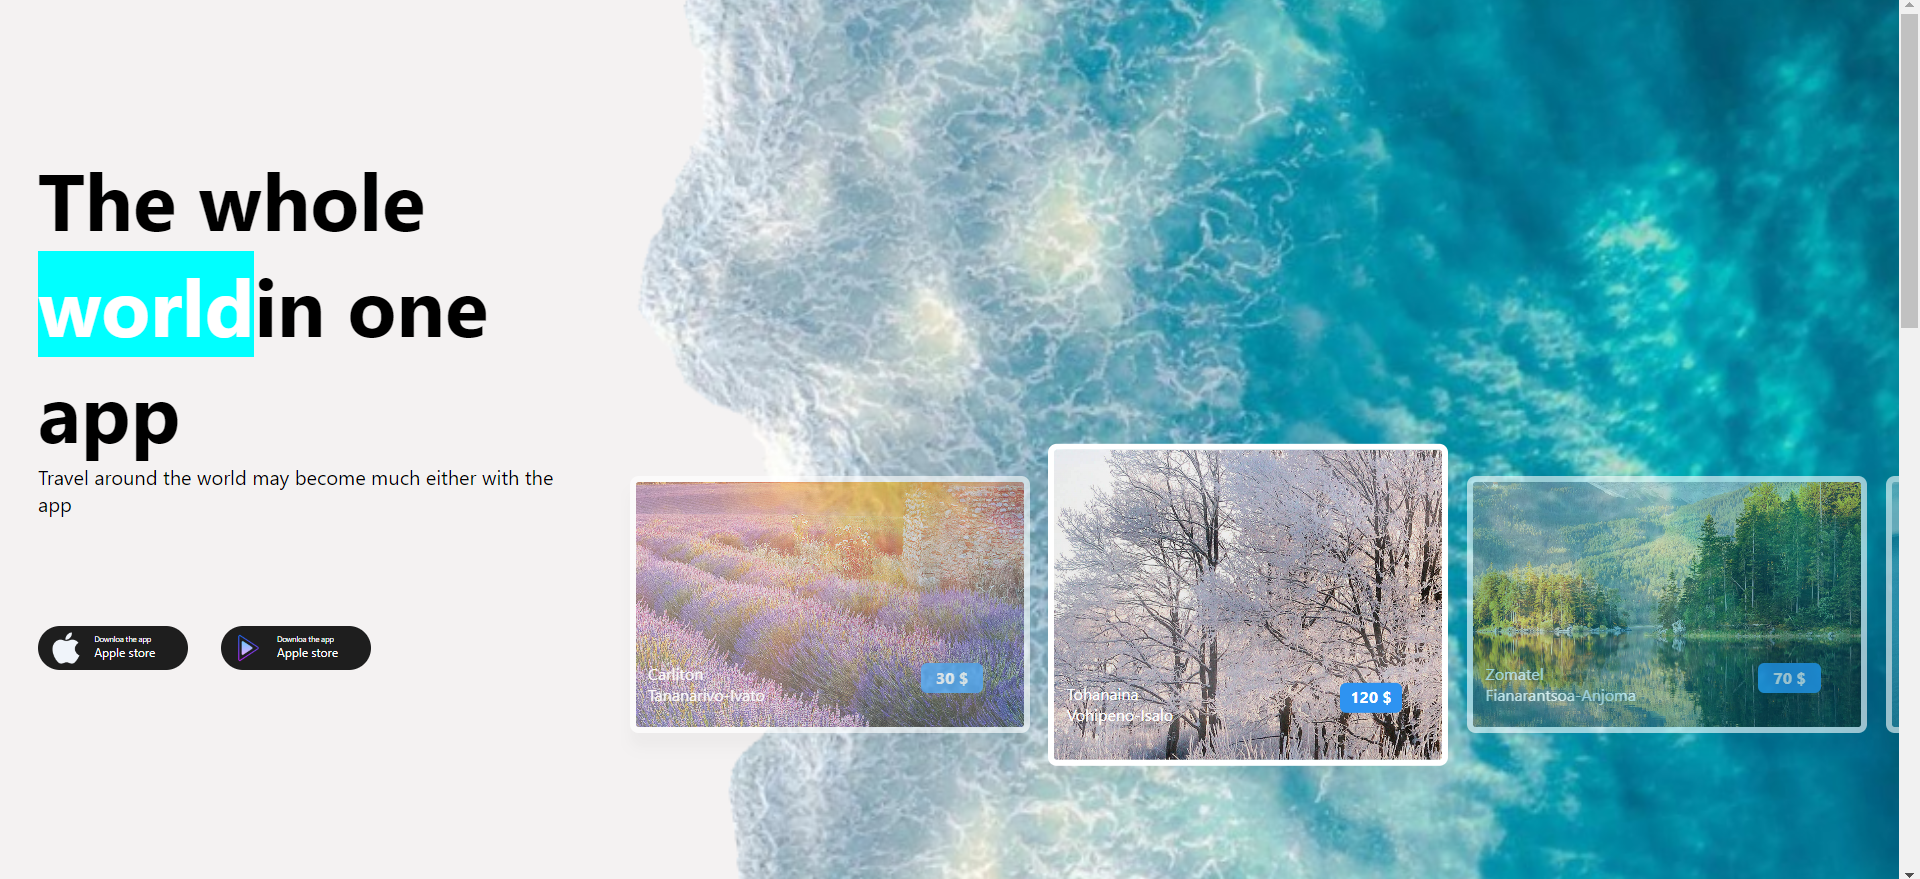 The whole
worldin one
app
Travel around the world may become much either with the
app
Downloa the app
Apple store
Downloa the app
Apple store
Carliton
Tananarivo-Ivato
30 $
Tohanaina
Vohipeno-Isalo
120 $
Zomatel
Fianarantsoa-Anjoma
70 $